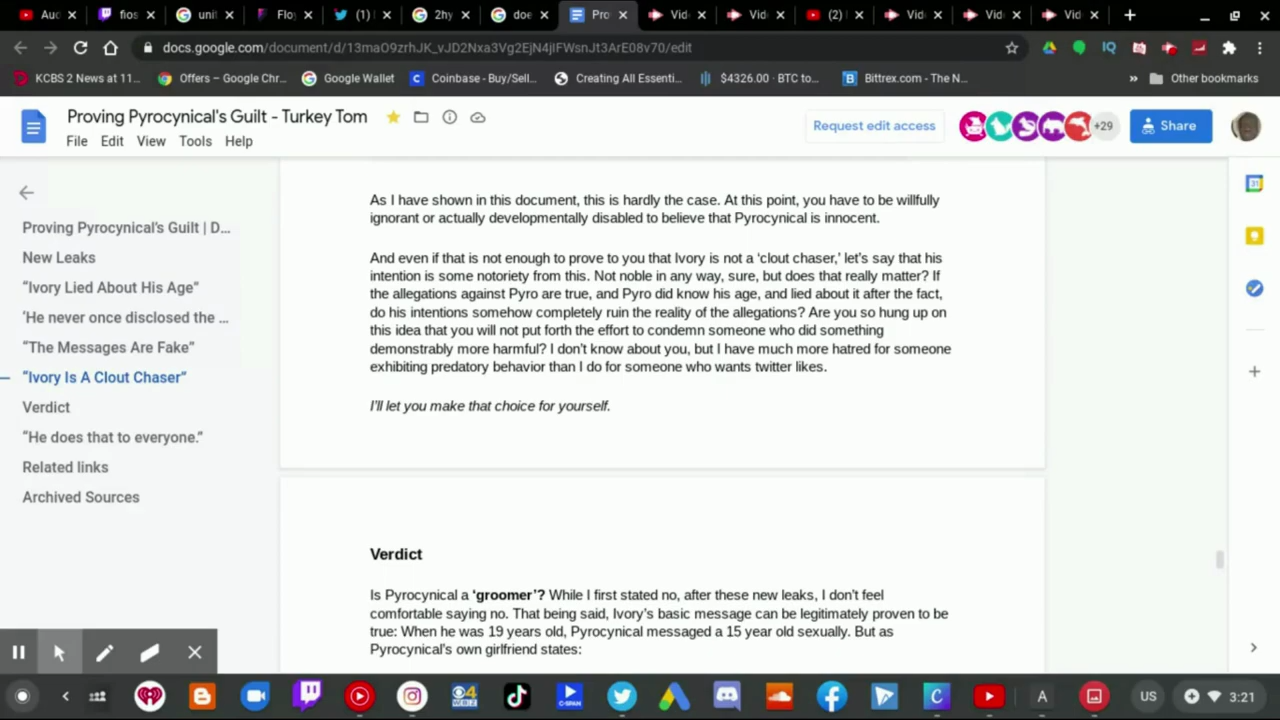 Aud
fios
unit
Floy
(1)
2hy
doe
Pro
Vide
Vide
(2)
Vide
Vide
Vide
docs.google.com/document/d/13maO9zrhJK_vJD2Nxa3Vg2EjN4jIFWsnJt3ArE08v70/edit
KCBS 2 News at 11...
Offers – Google Chr...
Google Wallet
Coinbase - Buy/Sell...
Creating All Essenti...
$4326.00 · BTC to...
Bittrex.com - The N...
»
Other bookmarks
Proving Pyrocynical's Guilt - Turkey Tom
Request edit access
+29
Share
File Edit View Tools Help
Proving Pyrocynical's Guilt | D...
New Leaks
“Ivory Lied About His Age”
‘He never once disclosed the ...
“The Messages Are Fake”
“Ivory Is A Clout Chaser”
Verdict
“He does that to everyone.”
Related links
Archived Sources
As I have shown in this document, this is hardly the case. At this point, you have to be willfully
ignorant or actually developmentally disabled to believe that Pyrocynical is innocent.
And even if that is not enough to prove to you that Ivory is not a ‘clout chaser,’ let’s say that his
intention is some notoriety from this. Not noble in any way, sure, but does that really matter? If
the allegations against Pyro are true, and Pyro did know his age, and lied about it after the fact,
do his intentions somehow completely ruin the reality of the allegations? Are you so hung up on
this idea that you will not put forth the effort to condemn someone who did something
demonstrably more harmful? I don’t know about you, but I have much more hatred for someone
exhibiting predatory behavior than I do for someone who wants twitter likes.
I’ll let you make that choice for yourself.
Verdict
Is Pyrocynical a ‘groomer’? While I first stated no, after these new leaks, I don’t feel
comfortable saying no. That being said, Ivory’s basic message can be legitimately proven to be
true: When he was 19 years old, Pyrocynical messaged a 15 year old sexually. But as
Pyrocynical’s own girlfriend states:
US
3:21